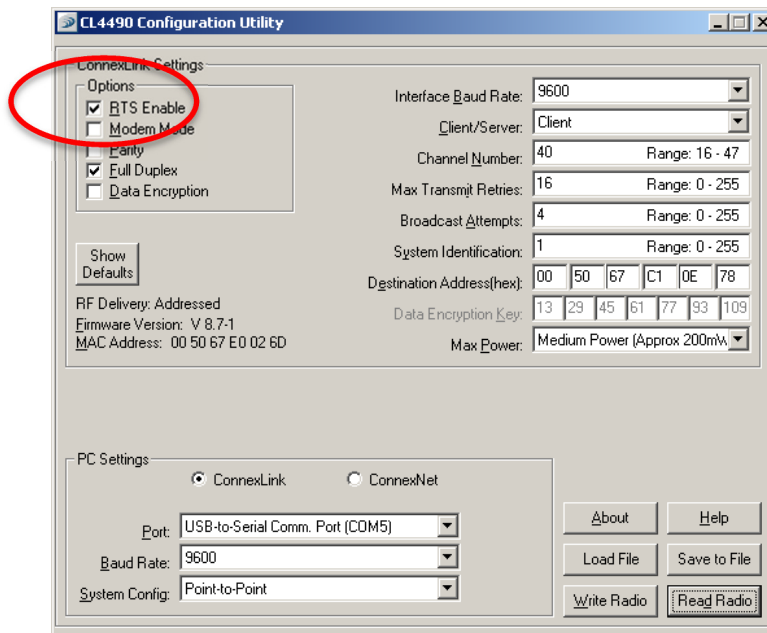 CL4490 Configuration Utility
ConnexLink Settings
Options
RTS Enable
Modem Mode
Parity
Full Duplex
Data Encryption
Show
Defaults
RF Delivery: Addressed
Firmware Version: V 8.7-1
MAC Address: 00 50 67 E0 02 6D
Interface Baud Rate: 9600
Client/Server: Client
Channel Number: 40 Range: 16 - 47
Max Transmit Retries: 16 Range: 0 - 255
Broadcast Attempts: 4 Range: 0 - 255
System Identification: 1 Range: 0 - 255
Destination Address(hex): 00 50 67 C1 0E 78
Data Encryption Key: 13 29 45 61 77 93 109
Max Power: Medium Power (Approx 200mW
PC Settings
ConnexLink ConnexNet
Port: USB-to-Serial Comm. Port (COM5)
Baud Rate: 9600
System Config: Point-to-Point
About Help
Load File Save to File
Write Radio Read Radio